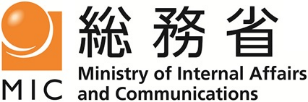 総務省
MIC
Ministry of Internal Affairs
and Communications